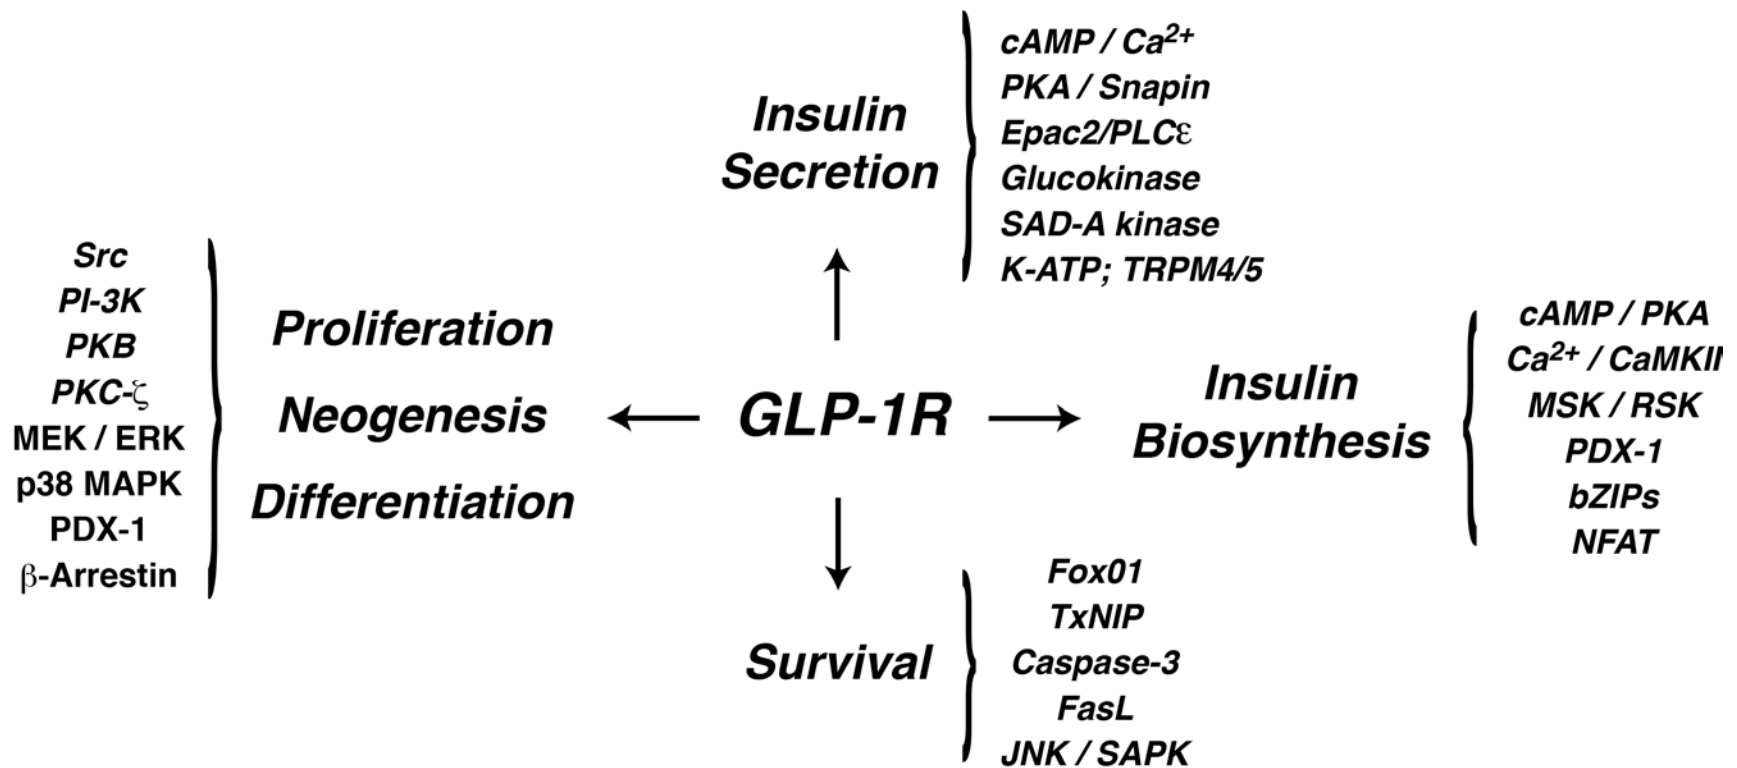 Insulin
Secretion
cAMP / Ca²⁺
PKA / Snapin
Epac2/PLCε
Glucokinase
SAD-A kinase
K-ATP; TRPM4/5
Src
PI-3K
PKB
PKC-ζ
MEK / ERK
p38 MAPK
PDX-1
β-Arrestin
Proliferation
Neogenesis
Differentiation
GLP-1R
Insulin
Biosynthesis
cAMP / PKA
Ca²⁺ / CaMKII
MSK / RSK
PDX-1
bZIPs
NFAT
Survival
Fox01
TxNIP
Caspase-3
FasL
JNK / SAPK